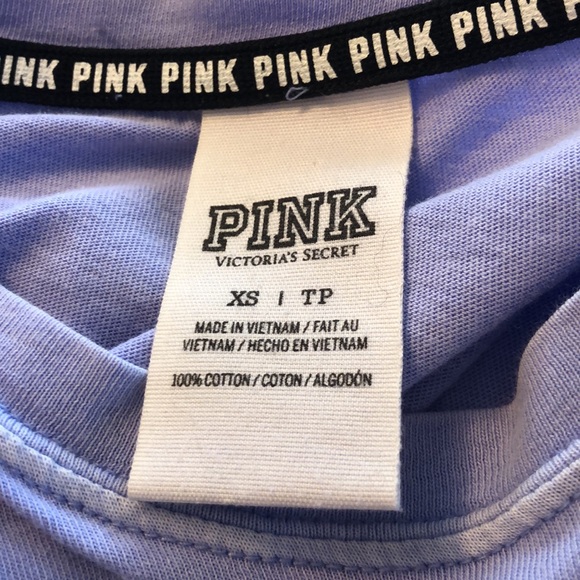 INK PINK PINK PINK PINK PINK PINK
PINK
VICTORIA'S SECRET
XS | TP
MADE IN VIETNAM / FAIT AU
VIETNAM / HECHO EN VIETNAM
100% COTTON / COTON / ALGODÓN